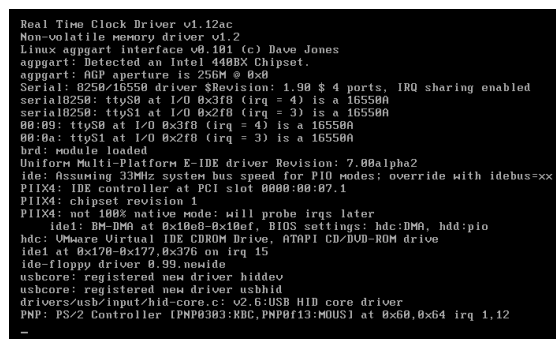 Real Time Clock Driver v1.12ac
Non-volatile memory driver v1.2
Linux agpgart interface v0.101 (c) Dave Jones
agpgart: Detected an Intel 440BX Chipset.
agpgart: AGP aperture is 256M @ 0x0
Serial: 8250/16550 driver $Revision: 1.90 $ 4 ports, IRQ sharing enabled
serial8250: ttyS0 at I/O 0x3f8 (irq = 4) is a 16550A
serial8250: ttyS1 at I/O 0x2f8 (irq = 3) is a 16550A
00:09: ttyS0 at I/O 0x3f8 (irq = 4) is a 16550A
00:0a: ttyS1 at I/O 0x2f8 (irq = 3) is a 16550A
brd: module loaded
Uniform Multi-Platform E-IDE driver Revision: 7.00alpha2
ide: Assuming 33MHz system bus speed for PIO modes; override with idebus=xx
PIIX4: IDE controller at PCI slot 0000:00:07.1
PIIX4: chipset revision 1
PIIX4: not 100% native mode: will probe irqs later
ide1: BM-DMA at 0x10e8-0x10ef, BIOS settings: hdc:DMA, hdd:pio
hdc: VMware Virtual IDE CDROM Drive, ATAPI CD/DVD-ROM drive
ide1 at 0x170-0x177,0x376 on irq 15
ide-floppy driver 0.99.newide
usbcore: registered new driver hiddev
usbcore: registered new driver usbhid
drivers/usb/input/hid-core.c: v2.6:USB HID core driver
PNP: PS/2 Controller [PNP0303:KBC,PNP0f13:MOUS] at 0x60,0x64 irq 1,12
_